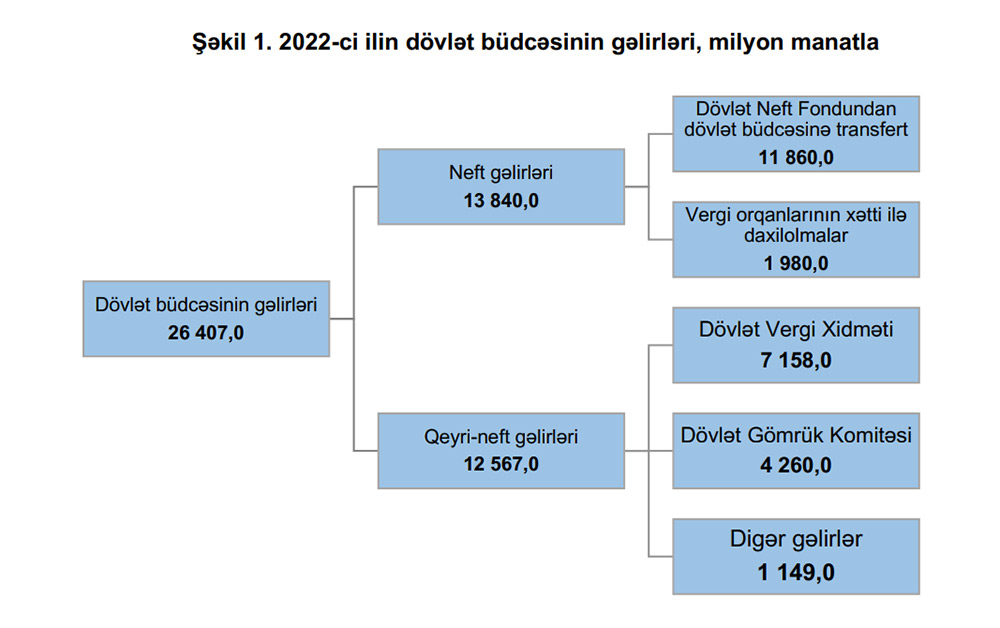 Şəkil 1. 2022-ci ilin dövlət büdcəsinin gəlirləri, milyon manatla
Dövlət büdcəsinin gəlirləri
26 407,0
Neft gəlirləri
13 840,0
Dövlət Neft Fondundan
dövlət büdcəsinə transfert
11 860,0
Vergi orqanlarının xətti ilə
daxilolmalar
1 980,0
Qeyri-neft gəlirləri
12 567,0
Dövlət Vergi Xidməti
7 158,0
Dövlət Gömrük Komitəsi
4 260,0
Digər gəlirlər
1 149,0